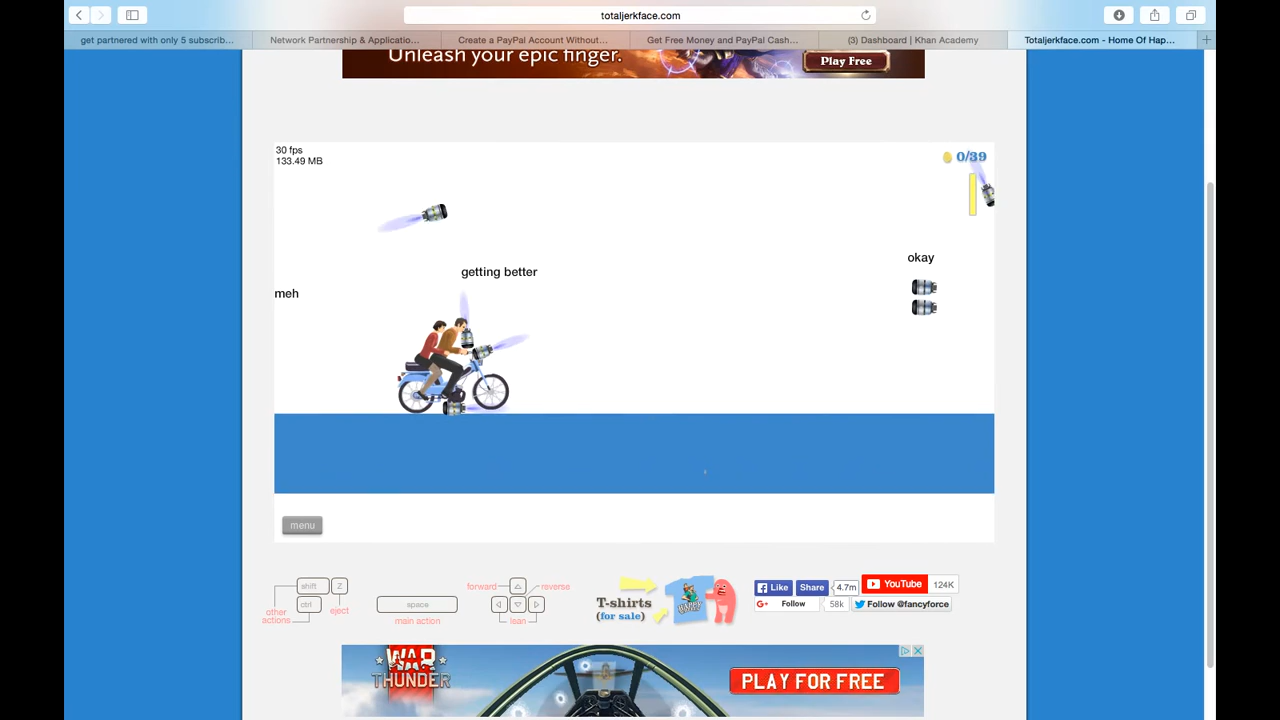 totaljerkface.com
get partnered with only 5 subscrib...
Network Partnership & Applicatio...
Create a PayPal Account Without...
Get Free Money and PayPal Cash...
(3) Dashboard | Khan Academy
Totaljerkface.com - Home Of Hap...
Unleash your epic finger.
Play Free
30 fps
133.49 MB
0/39
okay
getting better
meh
menu
shift
Z
ctrl
other
actions
eject
space
main action
forward
reverse
lean
T-shirts
(for sale)
Like
Share
4.7m
YouTube
124K
Follow
58k
Follow @fancyforce
WAR
THUNDER
PLAY FOR FREE